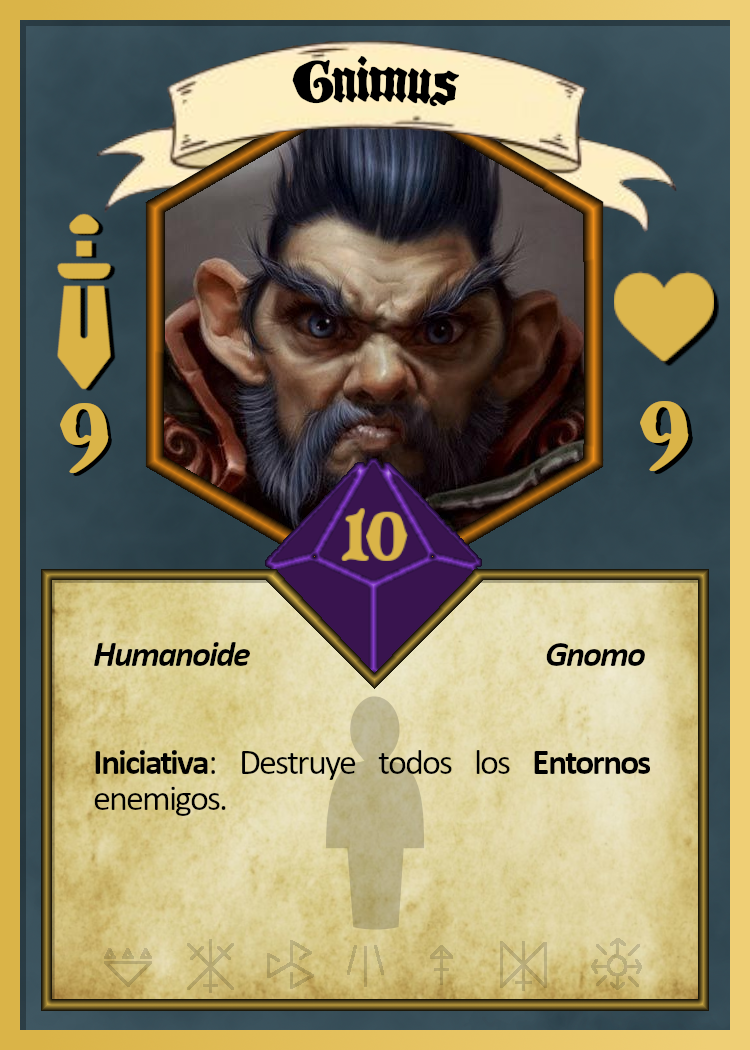 Gnimus
9
9
10
Humanoide Gnomo
Iniciativa: Destruye todos los Entornos
enemigos.